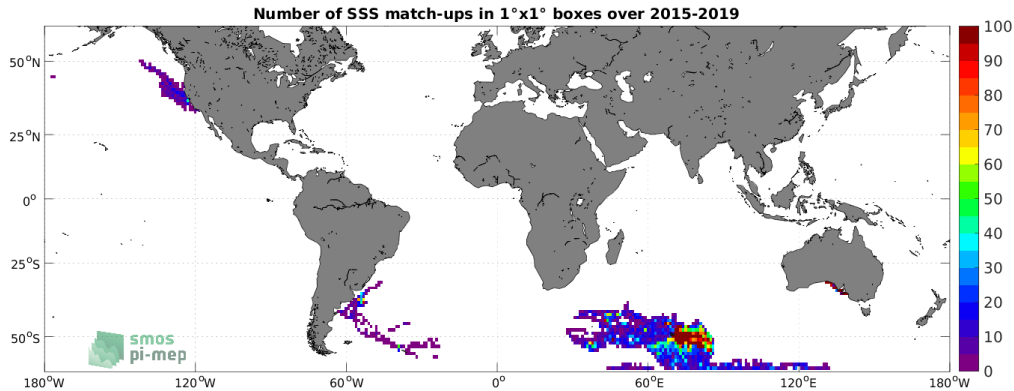 Number of SSS match-ups in 1°x1° boxes over 2015-2019
50°N
25°N
0°
25°S
50°S
180°W
120°W
60°W
0°
60°E
120°E
180°W
100
90
80
70
60
50
40
30
20
10
0
smos
pi-mep